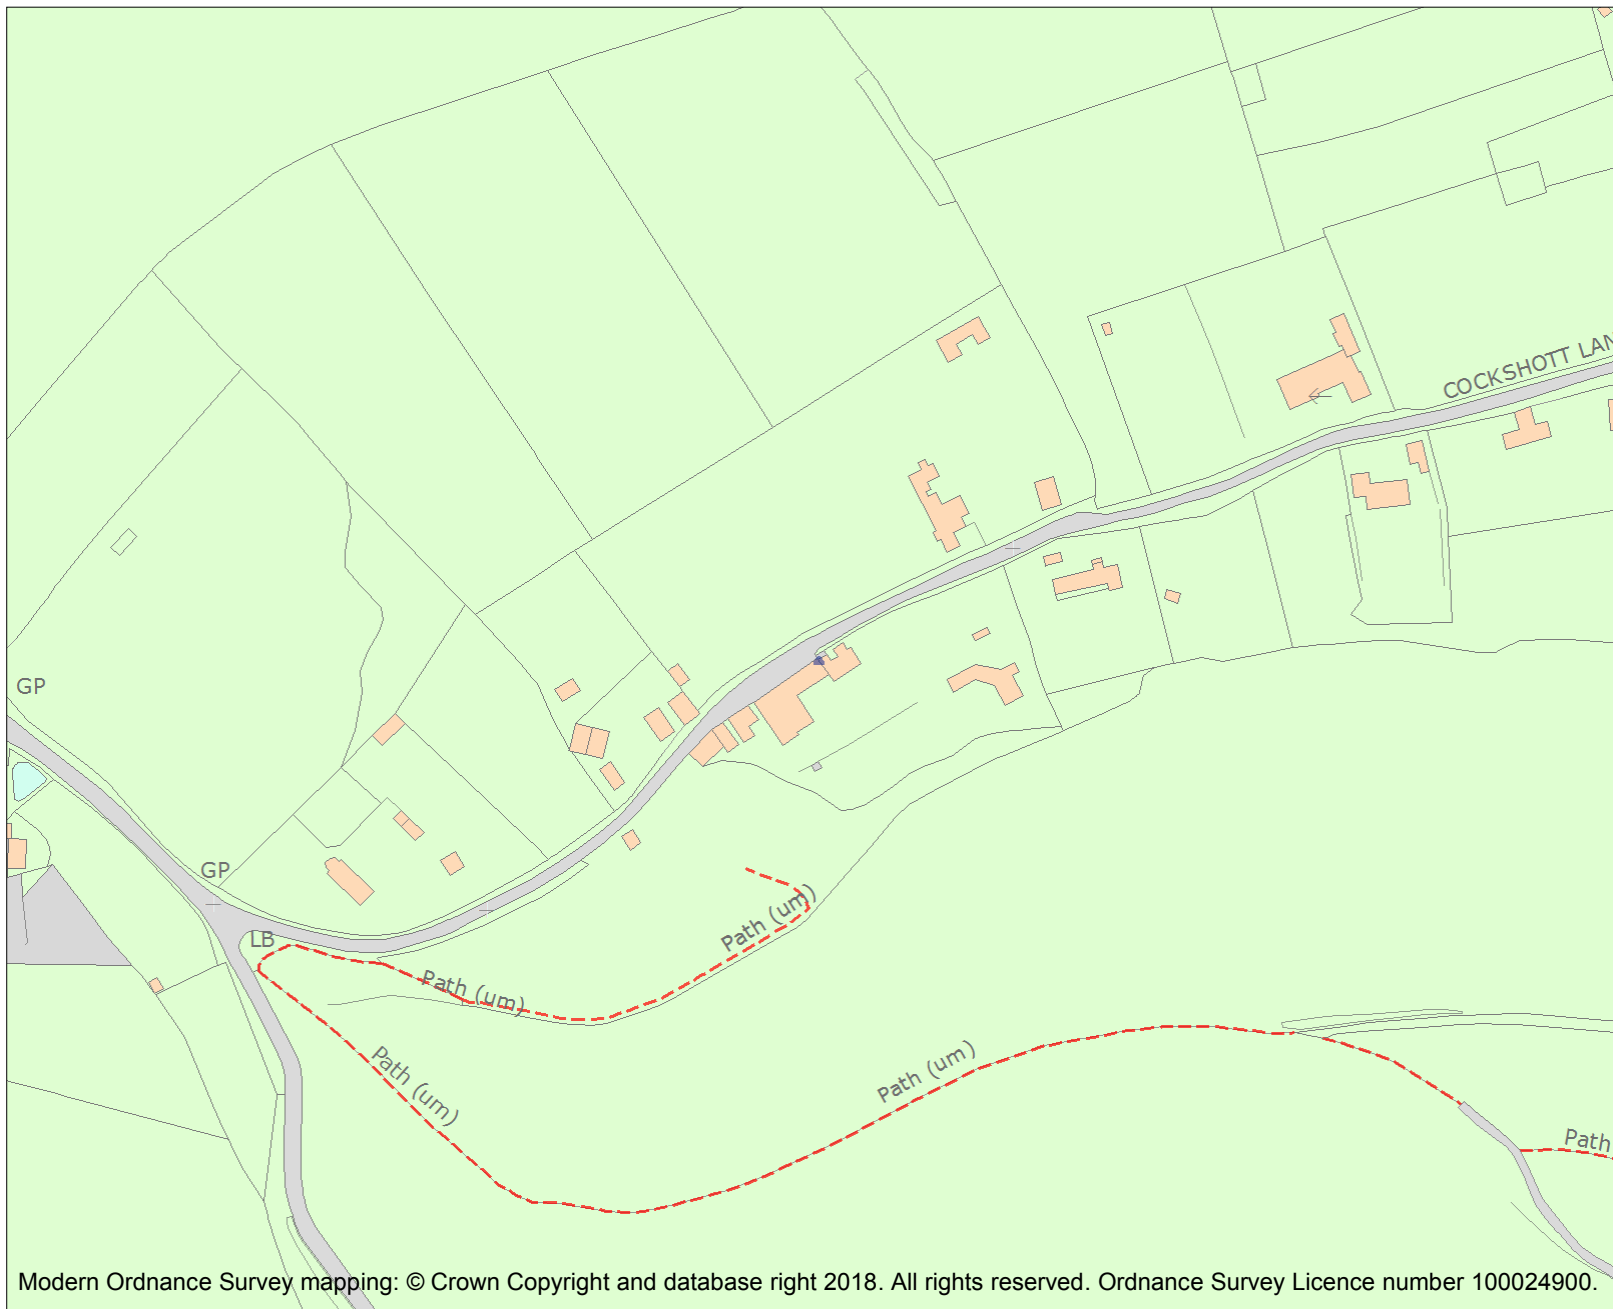 COCKSHOTT LAN
GP
GP
LB
Path (um)
Path (um)
Path (um)
Path (um)
Path
Modern Ordnance Survey mapping: © Crown Copyright and database right 2018. All rights reserved. Ordnance Survey Licence number 100024900.